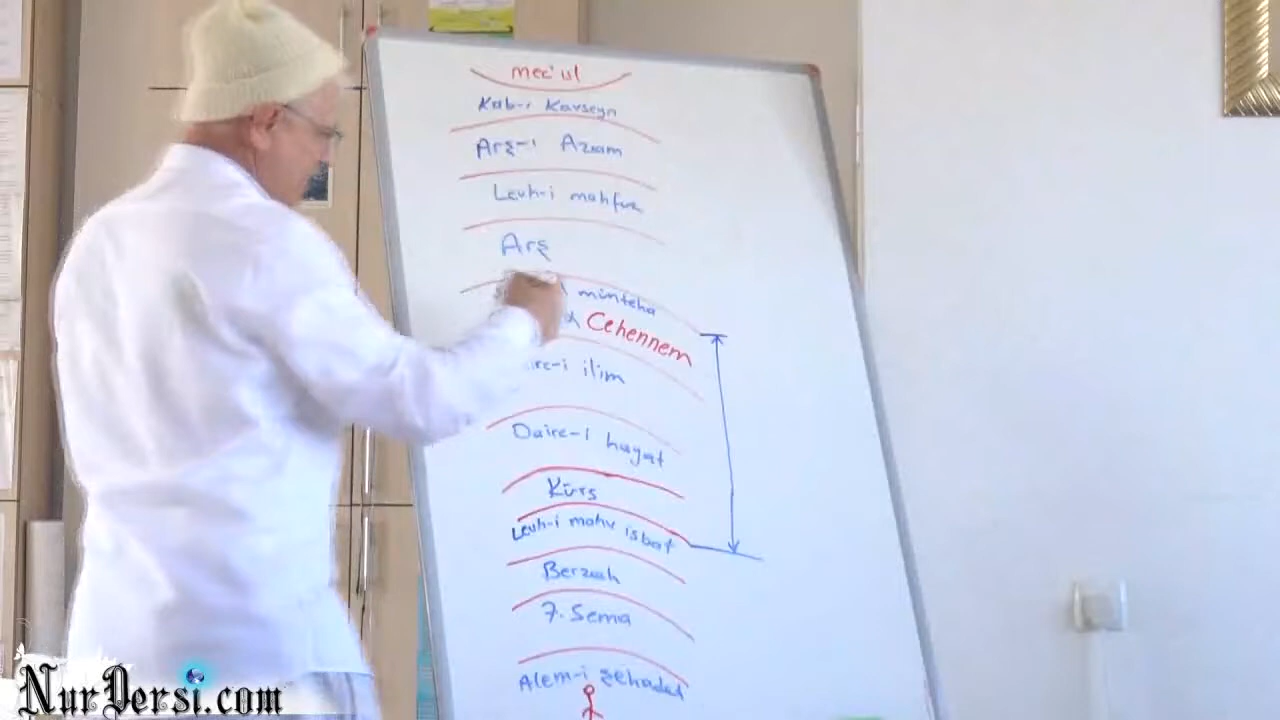 mec'ul
Kab-ı Kavseyn
Arş-ı Azam
Levh-i mahfuz
Arş
münteha
Cehennem
ilim
Daire-i hayat
Kürs
Levh-i mahv isbat
Berzah
7. Sema
Alem-i şehadet
NurDersi.com